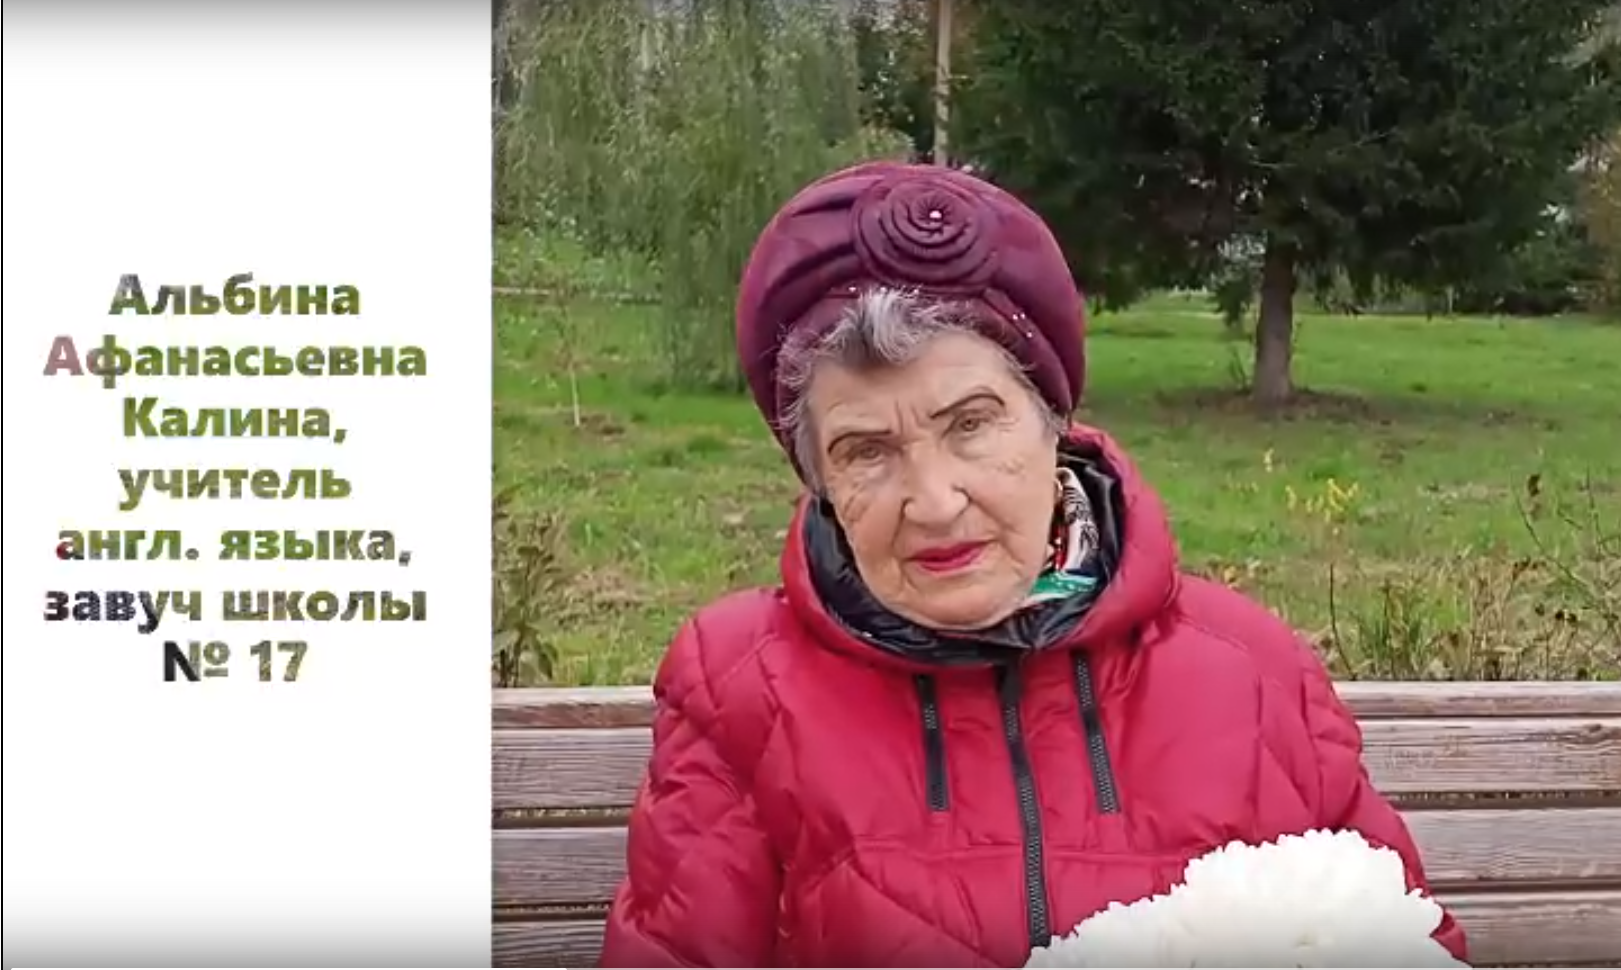 Альбина
Афанасьевна
Калина,
учитель
англ. языка,
завуч школы
№ 17